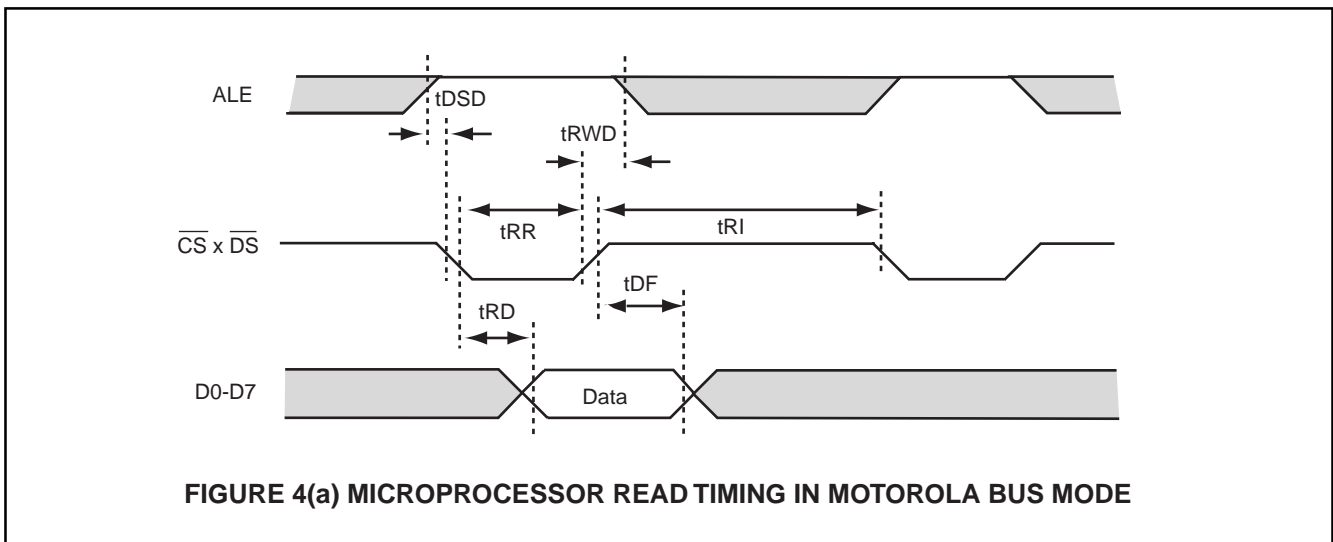 ALE
tDSD
tRWD
tRR
tRI
CS x DS
tDF
tRD
D0-D7
Data
FIGURE 4(a) MICROPROCESSOR READ TIMING IN MOTOROLA BUS MODE